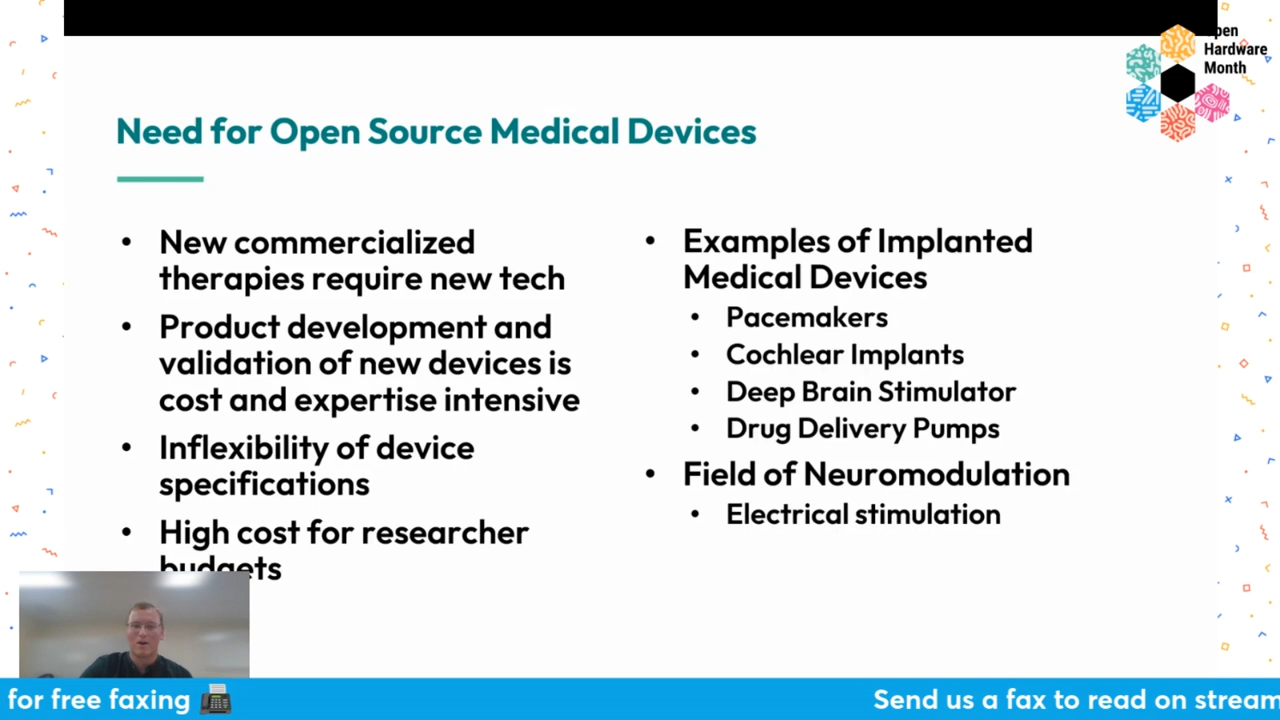 Open
Hardware
Month
Need for Open Source Medical Devices
• New commercialized
therapies require new tech
• Product development and
validation of new devices is
cost and expertise intensive
• Inflexibility of device
specifications
• High cost for researcher
budgets
• Examples of Implanted
Medical Devices
• Pacemakers
• Cochlear Implants
• Deep Brain Stimulator
• Drug Delivery Pumps
• Field of Neuromodulation
• Electrical stimulation
for free faxing 📠 Send us a fax to read on stream